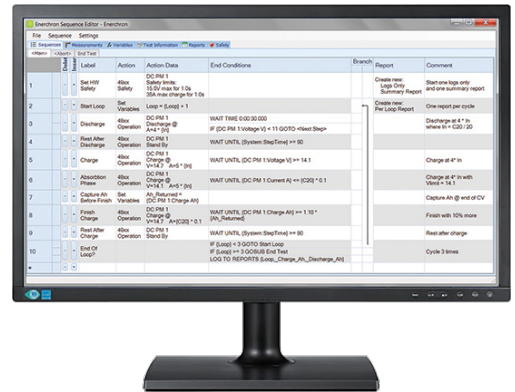 Enerchron Sequence Editor - Enerchron
File Sequence Settings
Sequences Measurements Variables Test Information Reports Safety
<Main> <Abort> End Test
Label Action Action Data End Conditions Branch Report Comment
1 Set HW Safety 49xx Safety DC PM 1 Safety limits: 15.5V max for 1.0s 35A max charge for 1.0s Create new: Logs Only Summary Report Start one logs only and one summary report
2 Start Loop Set Variables Loop = {Loop} + 1 Create new: Per Loop Report One report per cycle
3 Discharge 49xx Operation DC PM 1 Discharge @ A=4 * {In} WAIT TIME 0:00:30.000 IF {DC PM 1:Voltage V} < 11 GOTO <Next Step> Discharge at 4 * In where In = C20 / 20
4 Rest After Discharge 49xx Operation DC PM 1 Stand By WAIT UNTIL {System:StepTime} >= 90
5 Charge 49xx Operation DC PM 1 Charge @ V=14.7 A=5 * {In} WAIT UNTIL {DC PM 1:Voltage V} >= 14.1 Charge at 4* In
6 Absorbtion Phase 49xx Operation DC PM 1 Charge @ V=14.1 A=5 * {In} WAIT UNTIL {DC PM 1:Current A} <= {C20} * 0.1 Charge at 4* In with Vlimit = 14.1
7 Capture Ah Before Finish Set Variables Ah_Returned = {DC PM 1:Charge Ah} Capture Ah @ end of CV
8 Finish Charge 49xx Operation DC PM 1 Charge @ V=14.7 A={C20} * 0.1 WAIT UNTIL {DC PM 1:Charge Ah} >= 1.10 * {Ah_Returned} Finish with 10% more
9 Rest After Charge 49xx Operation DC PM 1 Stand By WAIT UNTIL {System:StepTime} >= 90 Rest after charge
10 End Of Loop? IF {Loop} < 3 GOTO Start Loop IF {Loop} >= 3 GOSUB End Test LOG TO REPORTS {Loop,_Charge_Ah,_Discharge_Ah} Cycle 3 times